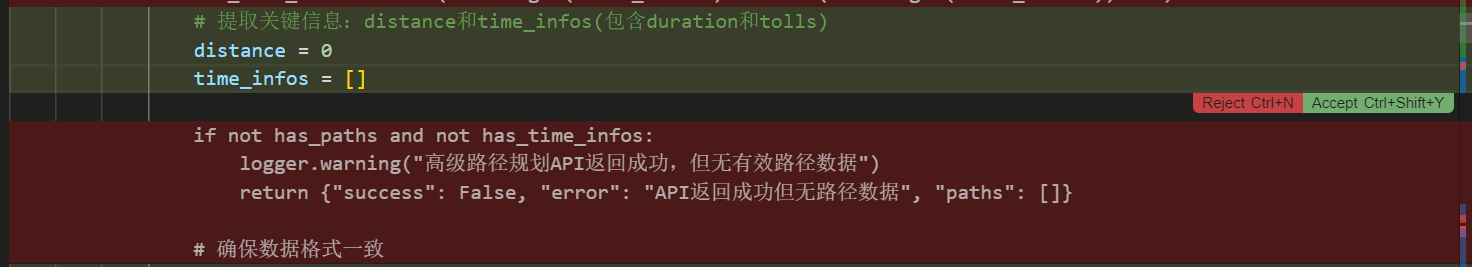 # 提取关键信息：distance和time_infos(包含duration和tolls)
distance = 0
time_infos = []
Reject Ctrl+N Accept Ctrl+Shift+Y
if not has_paths and not has_time_infos:
logger.warning("高级路径规划API返回成功，但无有效路径数据")
return {"success": False, "error": "API返回成功但无路径数据", "paths": []}
# 确保数据格式一致